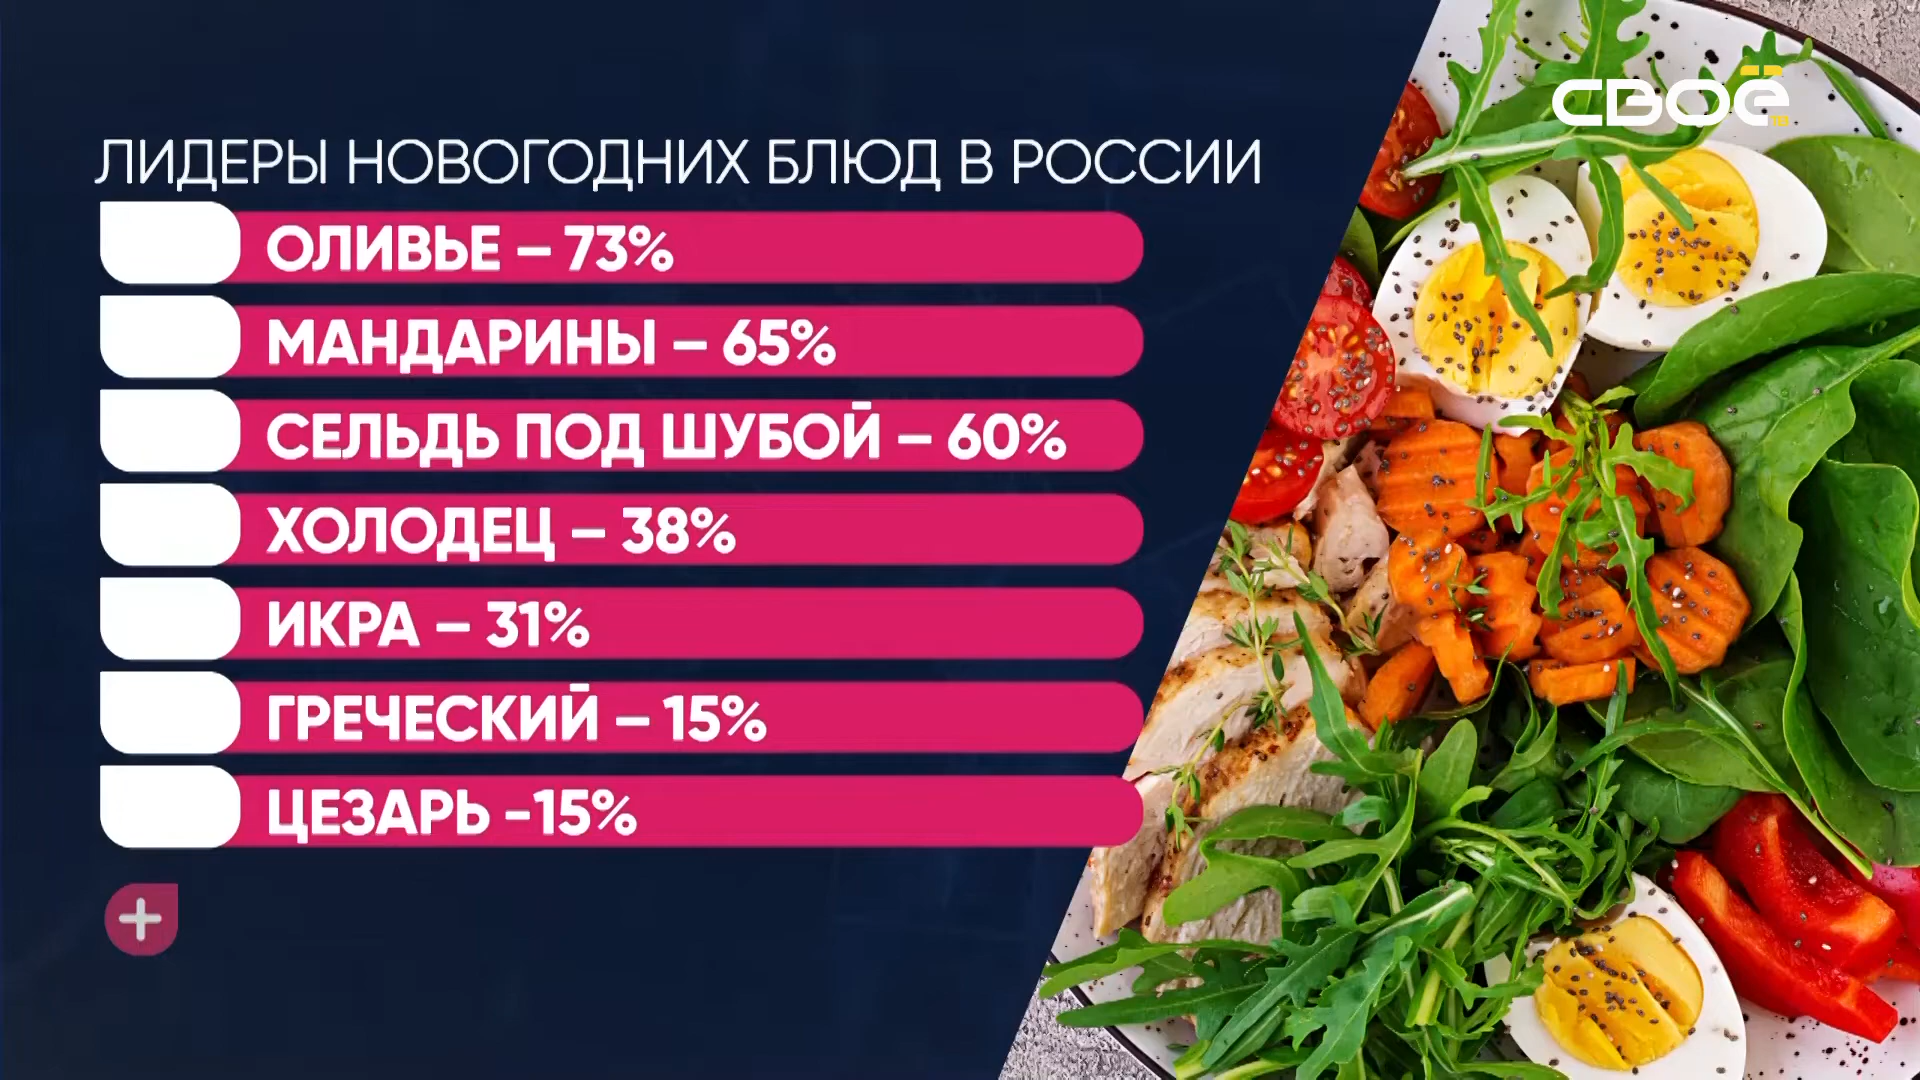 СВОЁ
ТВ
ЛИДЕРЫ НОВОГОДНИХ БЛЮД В РОССИИ
ОЛИВЬЕ – 73%
МАНДАРИНЫ – 65%
СЕЛЬДЬ ПОД ШУБОЙ – 60%
ХОЛОДЕЦ – 38%
ИКРА – 31%
ГРЕЧЕСКИЙ – 15%
ЦЕЗАРЬ -15%